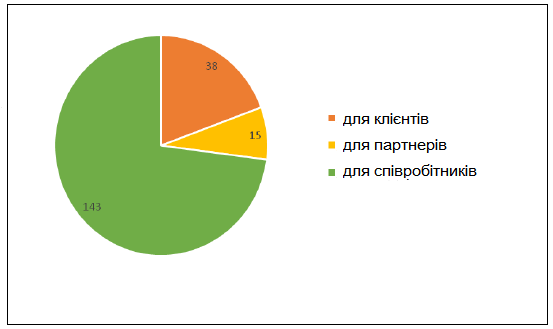 38
15
143
для клієнтів
для партнерів
для співробітників